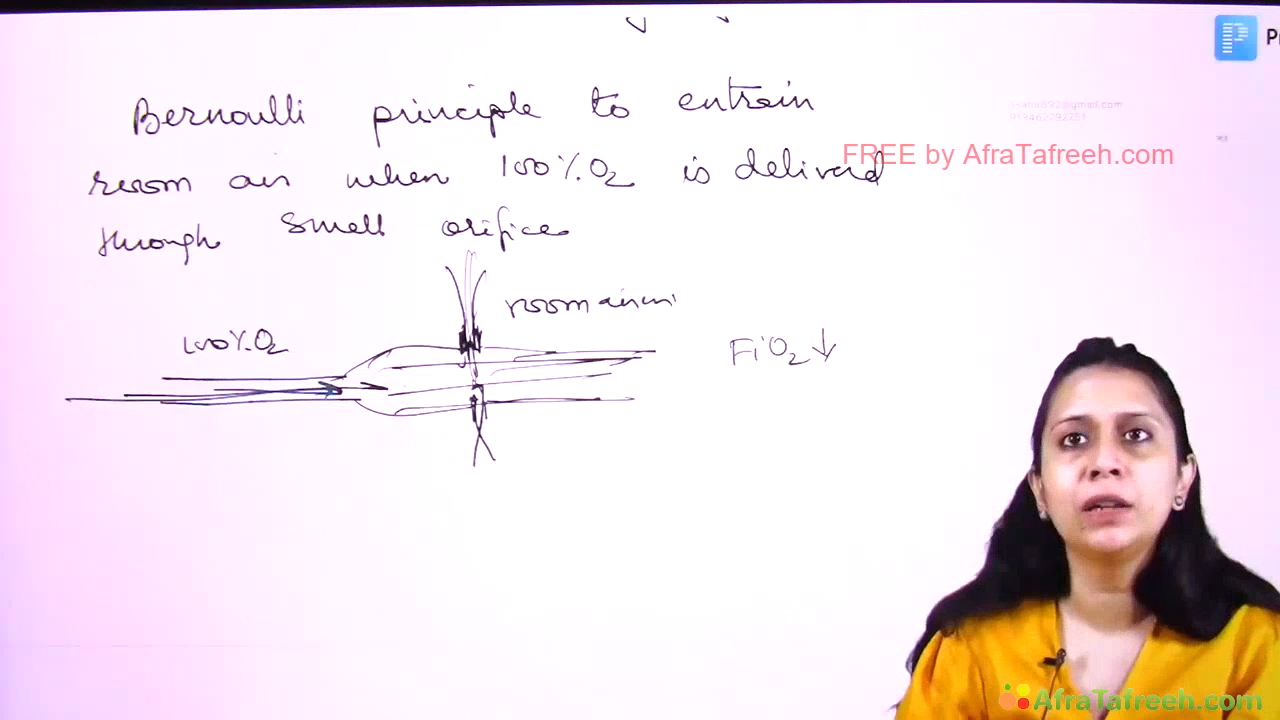 Bernoulli principle to entrain
FREE by AfraTafreeh.com
room air when 100% O2 is delivered
through small orifice
room air
100% O2
FiO2 ↓
AfraTafreeh.com